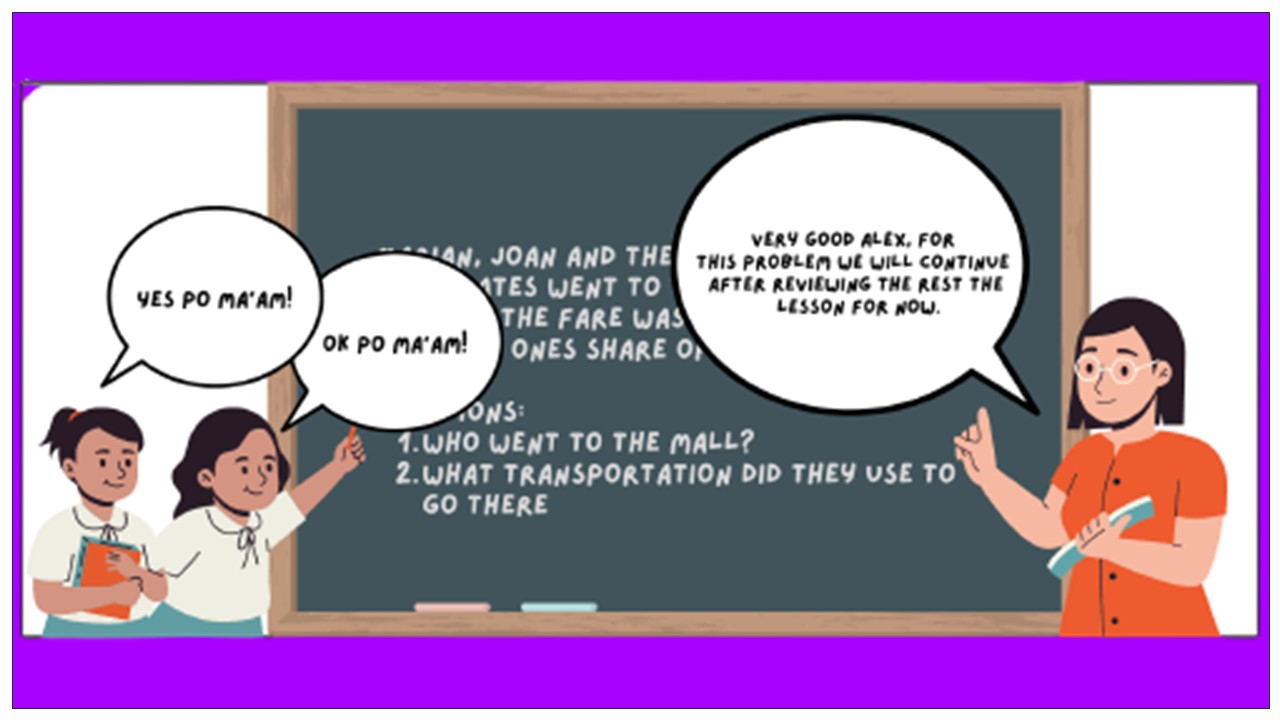 YES PO MA'AM!
OK PO MA'AM!
VERY GOOD ALEX, FOR
THIS PROBLEM WE WILL CONTINUE
AFTER REVIEWING THE REST THE
LESSON FOR NOW.
JOAN AND THE
WENT TO
THE FARE WAS
ONES SHARE
1.WHO WENT TO THE MALL?
2.WHAT TRANSPORTATION DID THEY USE TO
GO THERE